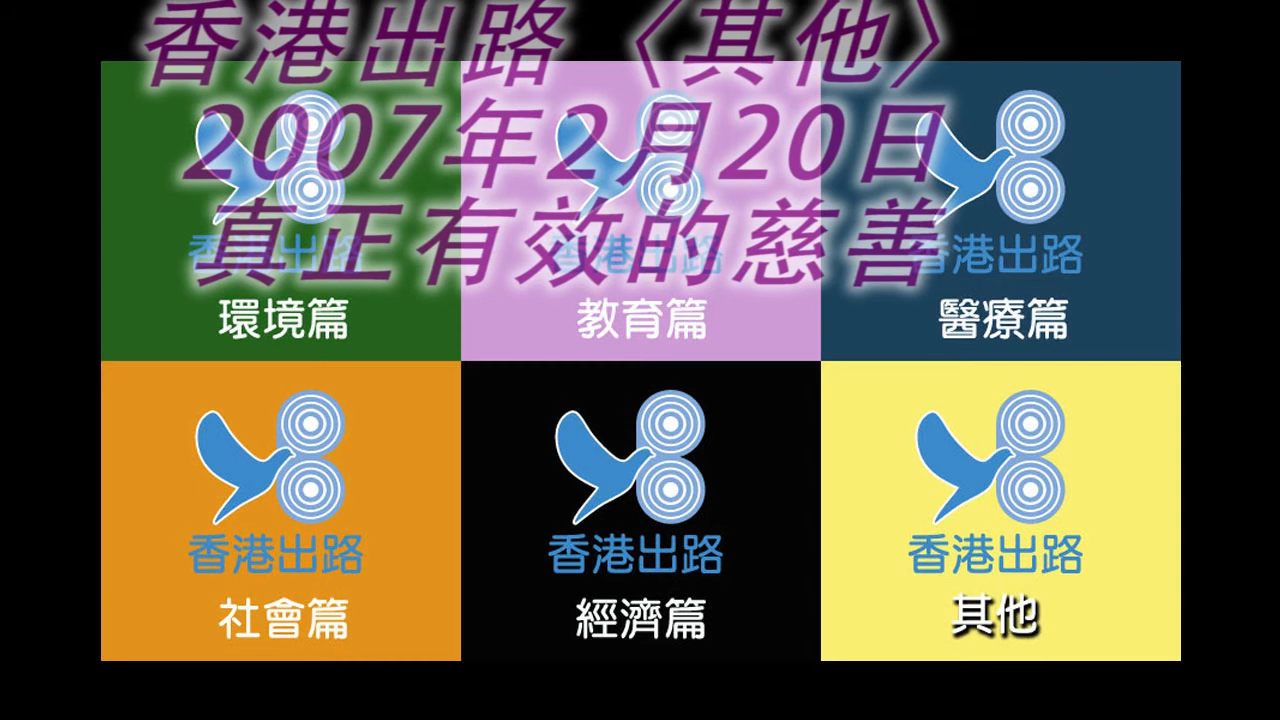 香港出路〈其他〉
2007年2月20日
真正有效的慈善
香港出路
環境篇
香港出路
教育篇
香港出路
醫療篇
香港出路
社會篇
香港出路
經濟篇
香港出路
其他